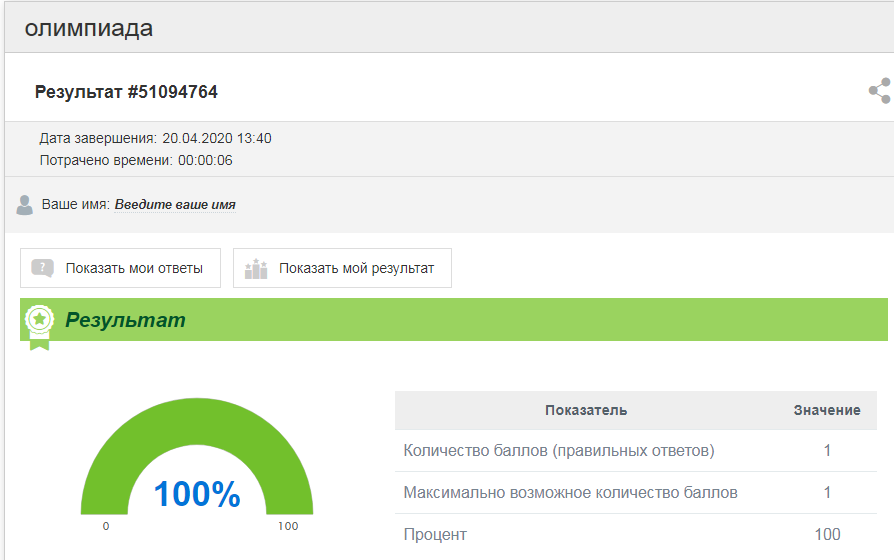 олимпиада
Результат #51094764
Дата завершения: 20.04.2020 13:40
Потрачено времени: 00:00:06
Ваше имя: Введите ваше имя
Показать мои ответы
Показать мой результат
Результат
Показатель Значение
Количество баллов (правильных ответов) 1
Максимально возможное количество баллов 1
Процент 100
100%
0 100